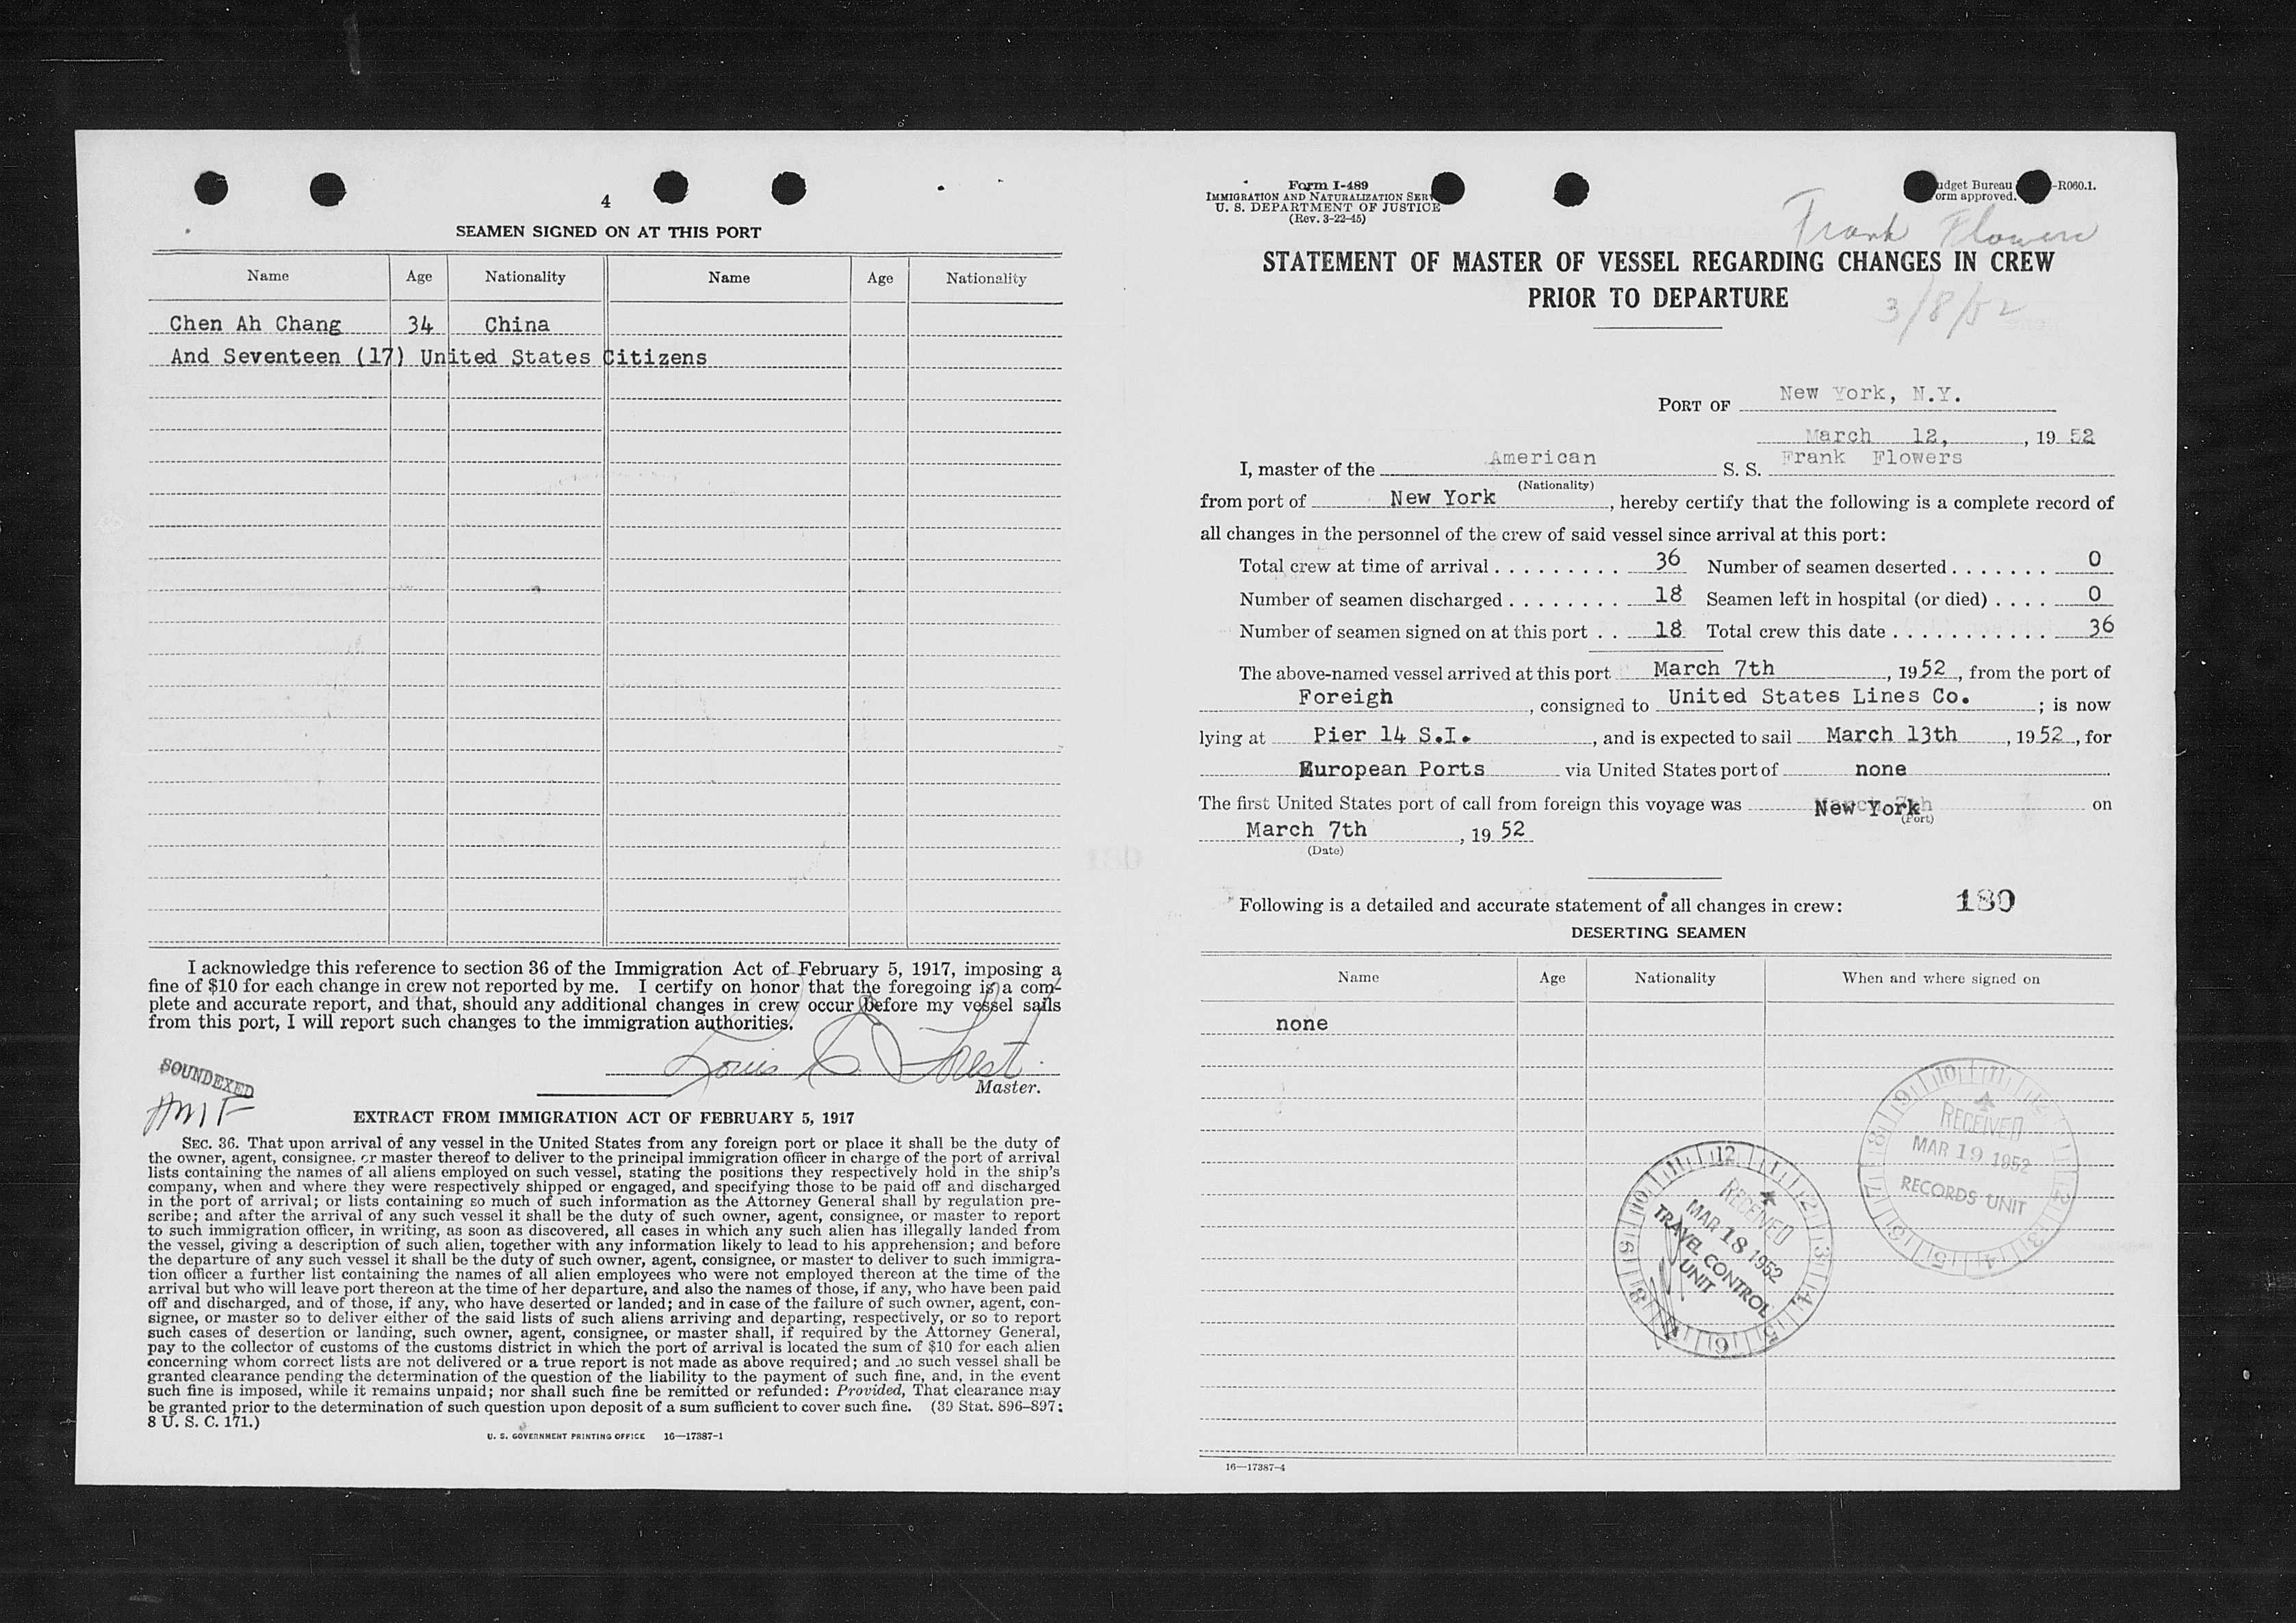 4
SEAMEN SIGNED ON AT THIS PORT
Name Age Nationality Name Age Nationality
Chen Ah Chang 34 China
And Seventeen (17) United States Citizens
I acknowledge this reference to section 36 of the Immigration Act of February 5, 1917, imposing a
fine of $10 for each change in crew not reported by me. I certify on honor that the foregoing is a com-
plete and accurate report, and that, should any additional changes in crew occur before my vessel sails
from this port, I will report such changes to the immigration authorities.
Louis
Master.
SOUNDEXED
EXTRACT FROM IMMIGRATION ACT OF FEBRUARY 5, 1917
SEC. 36. That upon arrival of any vessel in the United States from any foreign port or place it shall be the duty of
the owner, agent, consignee, or master thereof to deliver to the principal immigration officer in charge of the port of arrival
lists containing the names of all aliens employed on such vessel, stating the positions they respectively hold in the ship's
company, when and where they were respectively shipped or engaged, and specifying those to be paid off and discharged
in the port of arrival; or lists containing so much of such information as the Attorney General shall by regulation pre-
scribe; and after the arrival of any such vessel it shall be the duty of such owner, agent, consignee, or master to report
to such immigration officer, in writing, as soon as discovered, all cases in which any such alien has illegally landed from
the vessel, giving a description of such alien, together with any information likely to lead to his apprehension; and before
the departure of any such vessel it shall be the duty of such owner, agent, consignee, or master to deliver to such immigra-
tion officer a further list containing the names of all alien employees who were not employed thereon at the time of the
arrival but who will leave port thereon at the time of her departure, and also the names of those, if any, who have been paid
off and discharged, and of those, if any, who have deserted or landed; and in case of the failure of such owner, agent, con-
signee, or master so to deliver either of the said lists of such aliens arriving and departing, respectively, or so to report
such cases of desertion or landing, such owner, agent, consignee, or master shall, if required by the Attorney General,
pay to the collector of customs of the customs district in which the port of arrival is located the sum of $10 for each alien
concerning whom correct lists are not delivered or a true report is not made as above required; and no such vessel shall be
granted clearance pending the determination of the question of the liability to the payment of such fine, and, in the event
such fine is imposed, while it remains unpaid; nor shall such fine be remitted or refunded: Provided, That clearance may
be granted prior to the determination of such question upon deposit of a sum sufficient to cover such fine. (39 Stat. 896–897;
8 U. S. C. 171.)
U. S. GOVERNMENT PRINTING OFFICE 16—17387-1
Form I-489
IMMIGRATION AND NATURALIZATION SERV
U. S. DEPARTMENT OF JUSTICE
(Rev. 3-22-45)
udget Bureau -R060.1.
orm approved.
Frank Flowers
STATEMENT OF MASTER OF VESSEL REGARDING CHANGES IN CREW
PRIOR TO DEPARTURE
3/8/52
PORT OF New York, N.Y.
March 12, , 19 52
I, master of the American S. S. Frank Flowers
(Nationality)
from port of New York , hereby certify that the following is a complete record of
all changes in the personnel of the crew of said vessel since arrival at this port:
Total crew at time of arrival . . . . . . . . . 36 Number of seamen deserted . . . . . . . 0
Number of seamen discharged . . . . . . . . 18 Seamen left in hospital (or died) . . . . 0
Number of seamen signed on at this port . . 18 Total crew this date . . . . . . . . . . . 36
The above-named vessel arrived at this port March 7th , 1952 , from the port of
Foreign , consigned to United States Lines Co. ; is now
lying at Pier 14 S.I. , and is expected to sail March 13th , 1952 , for
European Ports via United States port of none .
The first United States port of call from foreign this voyage was New York on
(Port)
March 7th , 19 52
(Date)
Following is a detailed and accurate statement of all changes in crew: 180
DESERTING SEAMEN
Name Age Nationality When and where signed on
none
10 11 12 1 2 3 4 5 6 7 8 9
RECEIVED
MAR 19 1952
RECORDS UNIT
12 1 2 3 4 5 6 7 8 9 10 11
RECEIVED
MAR 18 1952
TRAVEL CONTROL
UNIT
16—17387-4